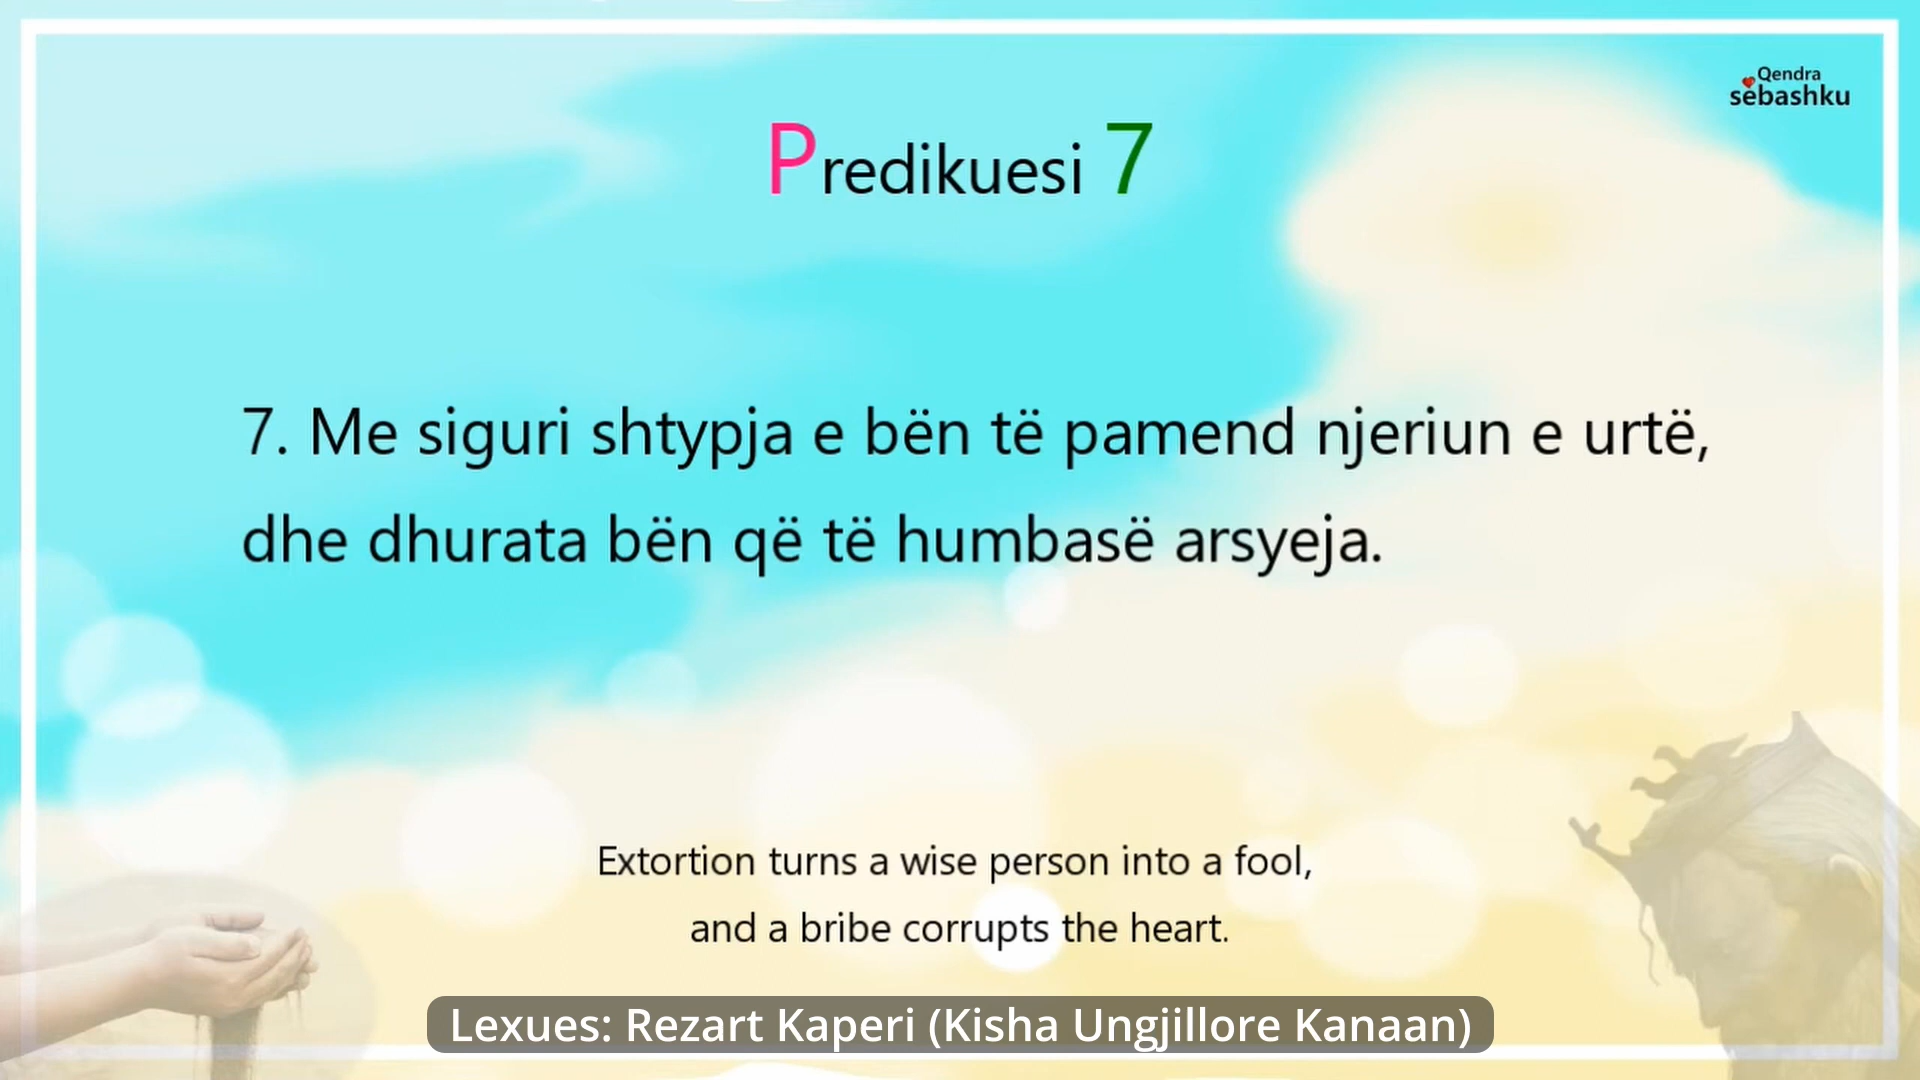 Qendra
sëbashku
Predikuesi 7
7. Me siguri shtypja e bën të pamend njeriun e urtë,
dhe dhurata bën që të humbasë arsyeja.
Extortion turns a wise person into a fool,
and a bribe corrupts the heart.
Lexues: Rezart Kaperi (Kisha Ungjillore Kanaan)